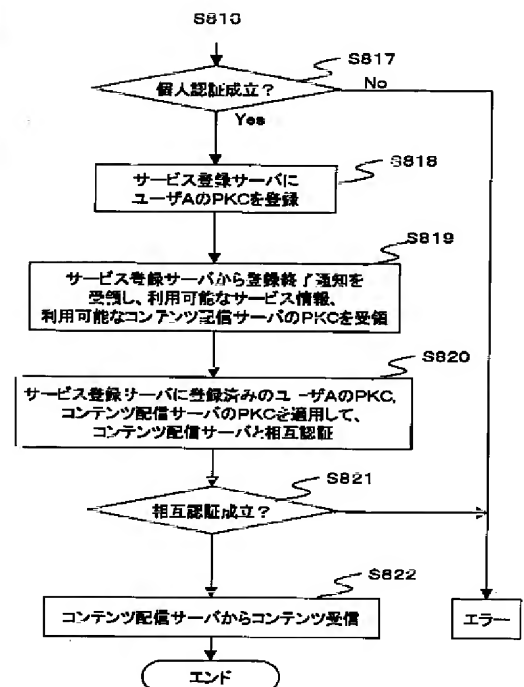 S810
S817
個人認証成立？
No
Yes
S818
サービス登録サーバに
ユーザAのPKCを登録
S819
サービス登録サーバから登録終了通知を
受領し、利用可能なサービス情報、
利用可能なコンテンツ配信サーバのPKCを受領
S820
サービス登録サーバに登録済みのユーザAのPKC,
コンテンツ配信サーバのPKCを適用して、
コンテンツ配信サーバと相互認証
S821
相互認証成立？
S822
コンテンツ配信サーバからコンテンツ受信
エラー
エンド